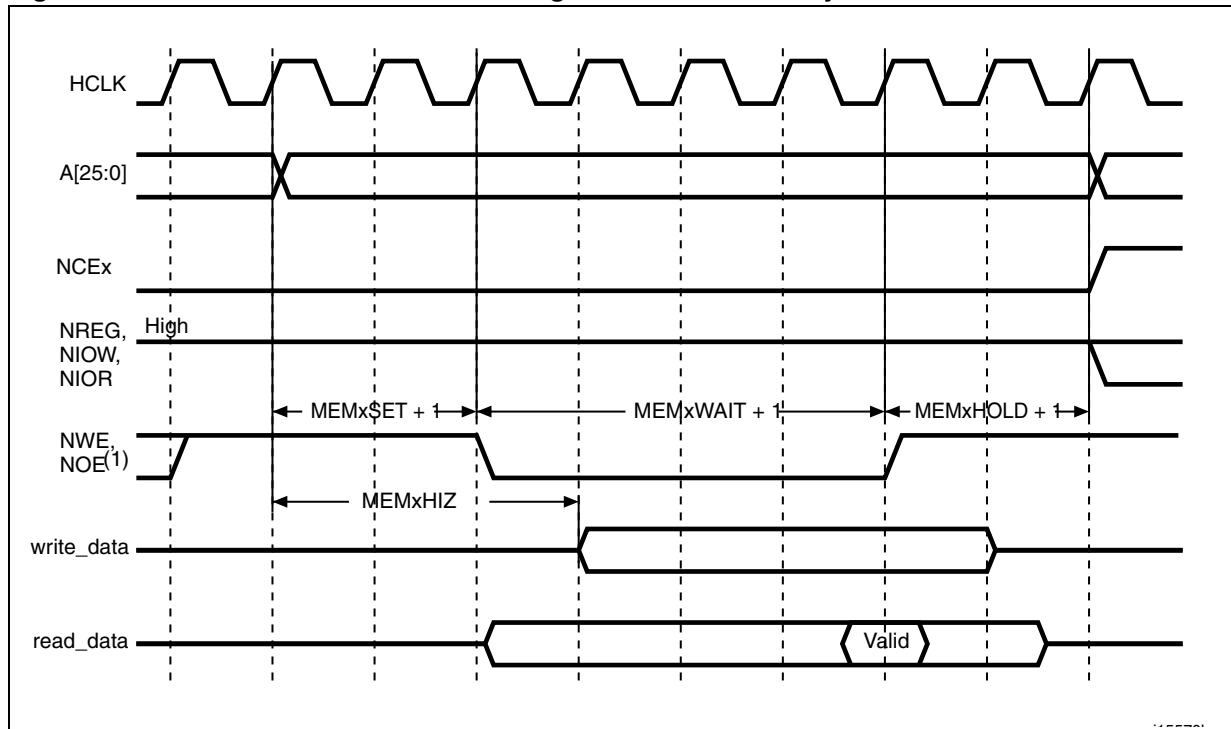 HCLK
A[25:0]
NCEx
High
NREG,
NIOW,
NIOR
MEMxSET + 1
MEMxWAIT + 1
MEMxHOLD + 1
NWE,
NOE(1)
MEMxHIZ
write_data
read_data
Valid